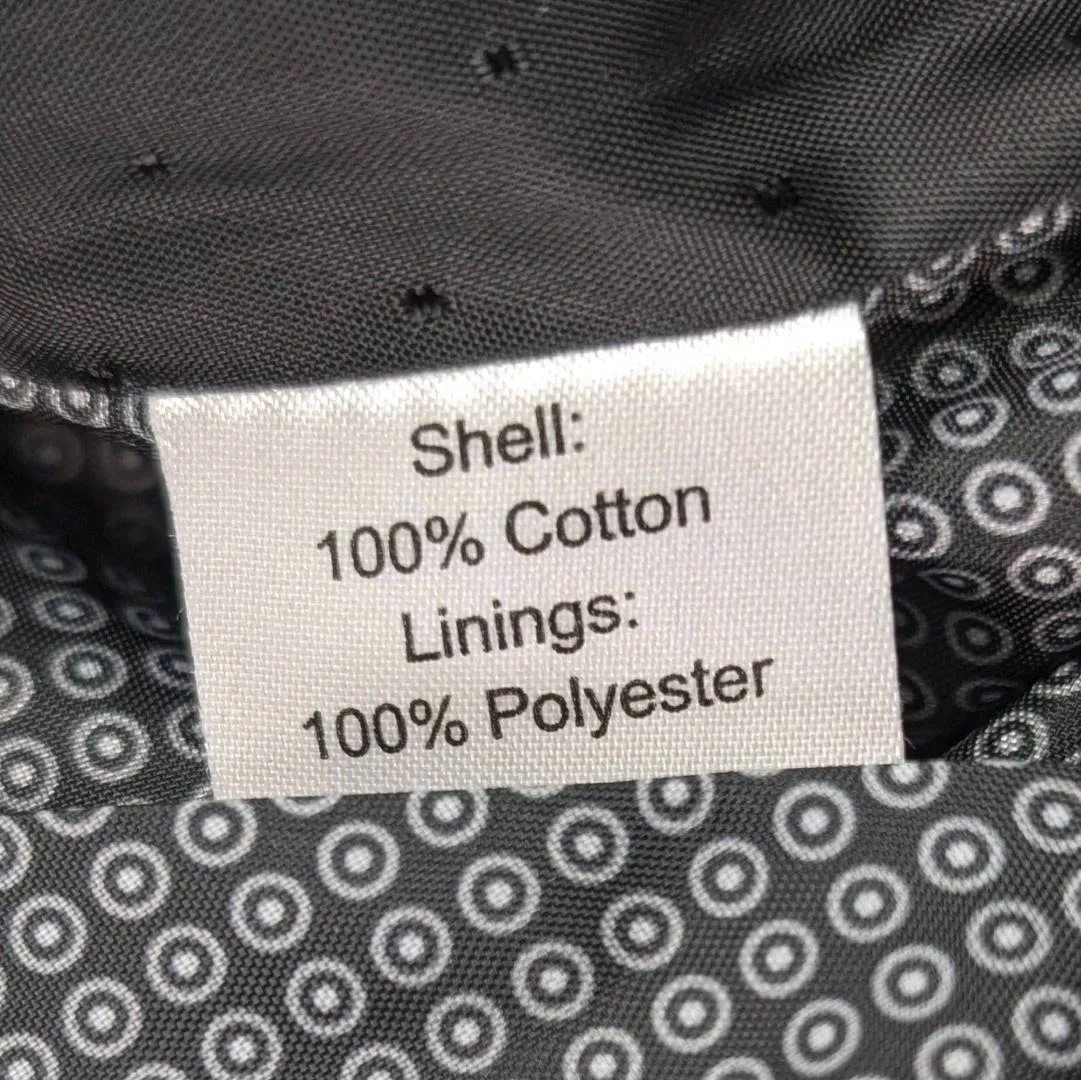 Shell:
100% Cotton
Linings:
100% Polyester